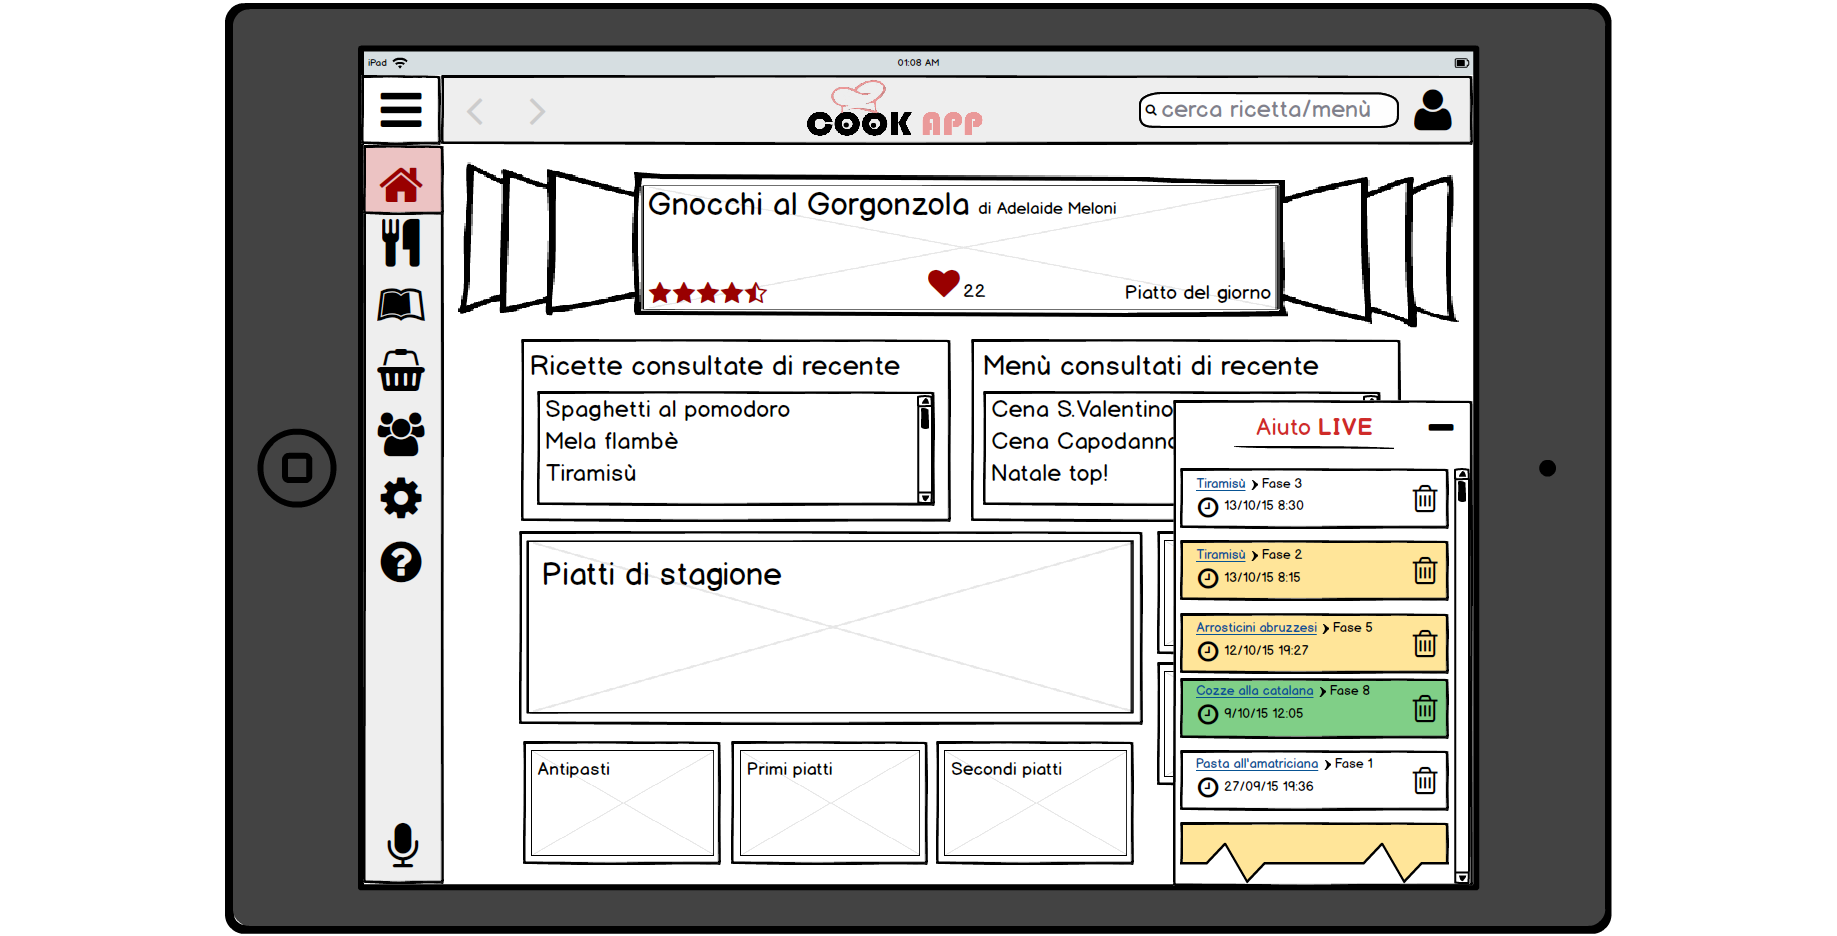 iPad
01:08 AM
COOK APP
cerca ricetta/menù
Gnocchi al Gorgonzola di Adelaide Meloni
22
Piatto del giorno
Ricette consultate di recente
Spaghetti al pomodoro
Mela flambè
Tiramisù
Menù consultati di recente
Cena S.Valentino
Cena Capodanno
Natale top!
Piatti di stagione
Antipasti
Primi piatti
Secondi piatti
Aiuto LIVE
Tiramisù Fase 3
13/10/15 8:30
Tiramisù Fase 2
13/10/15 8:15
Arrosticini abruzzesi Fase 5
12/10/15 19:27
Cozze alla catalana Fase 8
9/10/15 12:05
Pasta all'amatriciana Fase 1
27/09/15 19:36